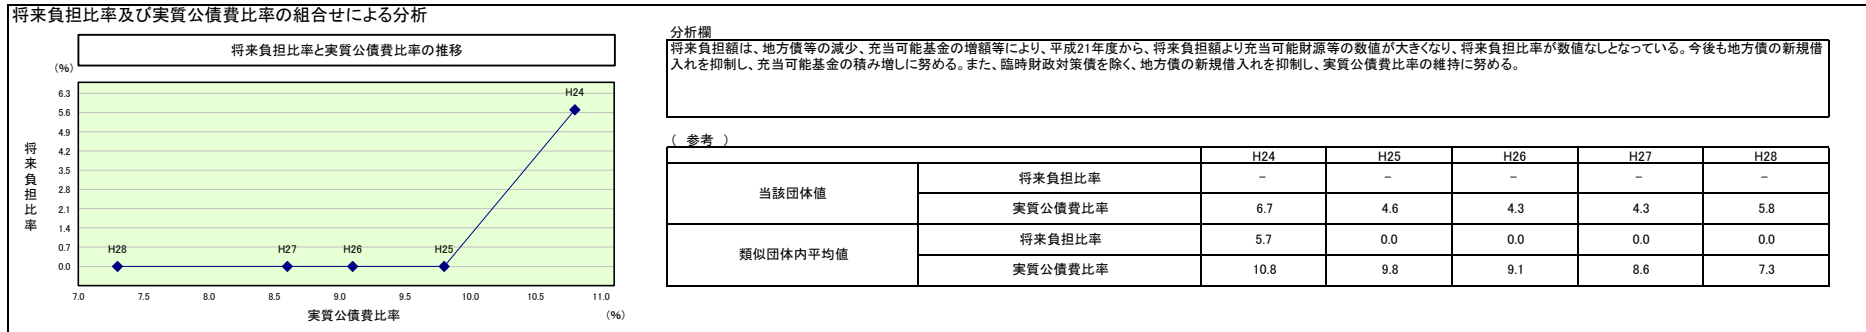 将来負担比率及び実質公債費比率の組合せによる分析
将来負担比率と実質公債費比率の推移
(%)
6.3
5.6
4.9
4.2
3.5
2.8
2.1
1.4
0.7
0.0
将来負担比率
H24
H28
H27
H26
H25
7.0 7.5 8.0 8.5 9.0 9.5 10.0 10.5 11.0
実質公債費比率
(%)
分析欄
将来負担額は、地方債等の減少、充当可能基金の増額等により、平成21年度から、将来負担額より充当可能財源等の数値が大きくなり、将来負担比率が数値なしとなっている。今後も地方債の新規借
入れを抑制し、充当可能基金の積み増しに努める。また、臨時財政対策債を除く、地方債の新規借入れを抑制し、実質公債費比率の維持に努める。
( 参考 )
H24 H25 H26 H27 H28
当該団体値
将来負担比率 - - - - -
実質公債費比率 6.7 4.6 4.3 4.3 5.8
類似団体内平均値
将来負担比率 5.7 0.0 0.0 0.0 0.0
実質公債費比率 10.8 9.8 9.1 8.6 7.3